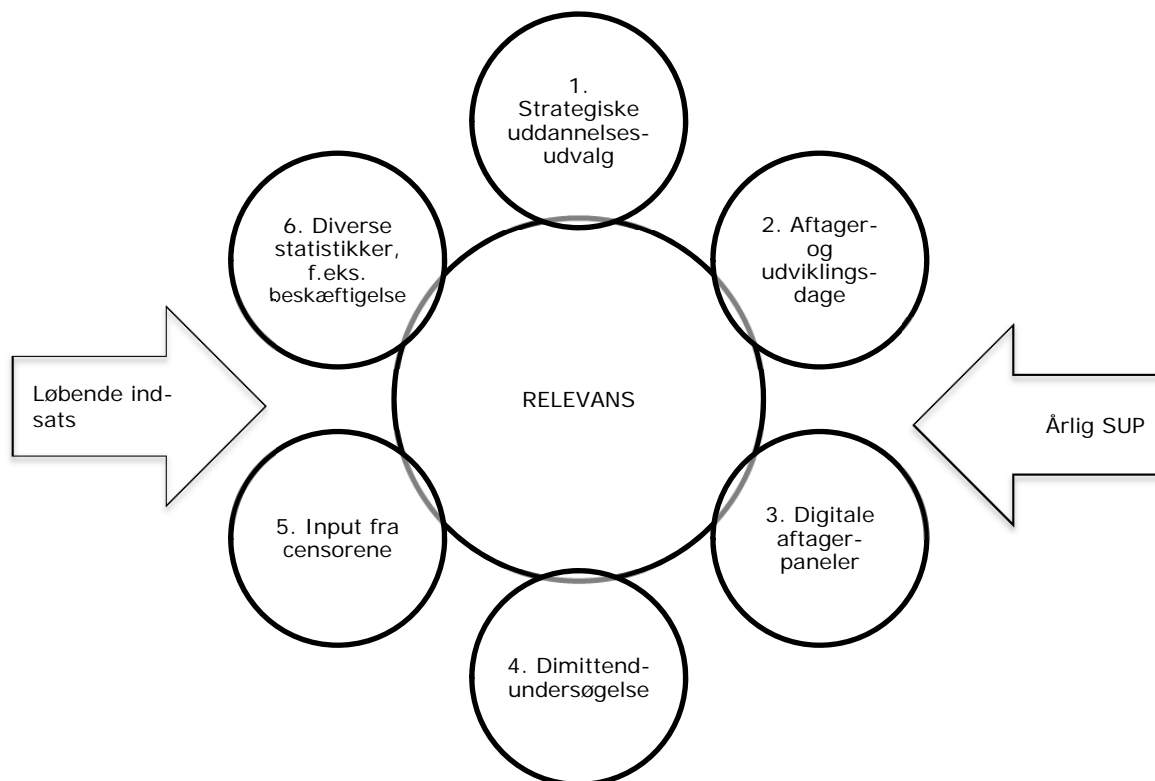 1.
Strategiske
uddannelses-
udvalg
2. Aftager-
og
udviklings-
dage
3. Digitale
aftager-
paneler
4. Dimittend-
undersøgelse
5. Input fra
censorene
6. Diverse
statistikker,
f.eks.
beskæftigelse
RELEVANS
Løbende ind-
sats
Årlig SUP